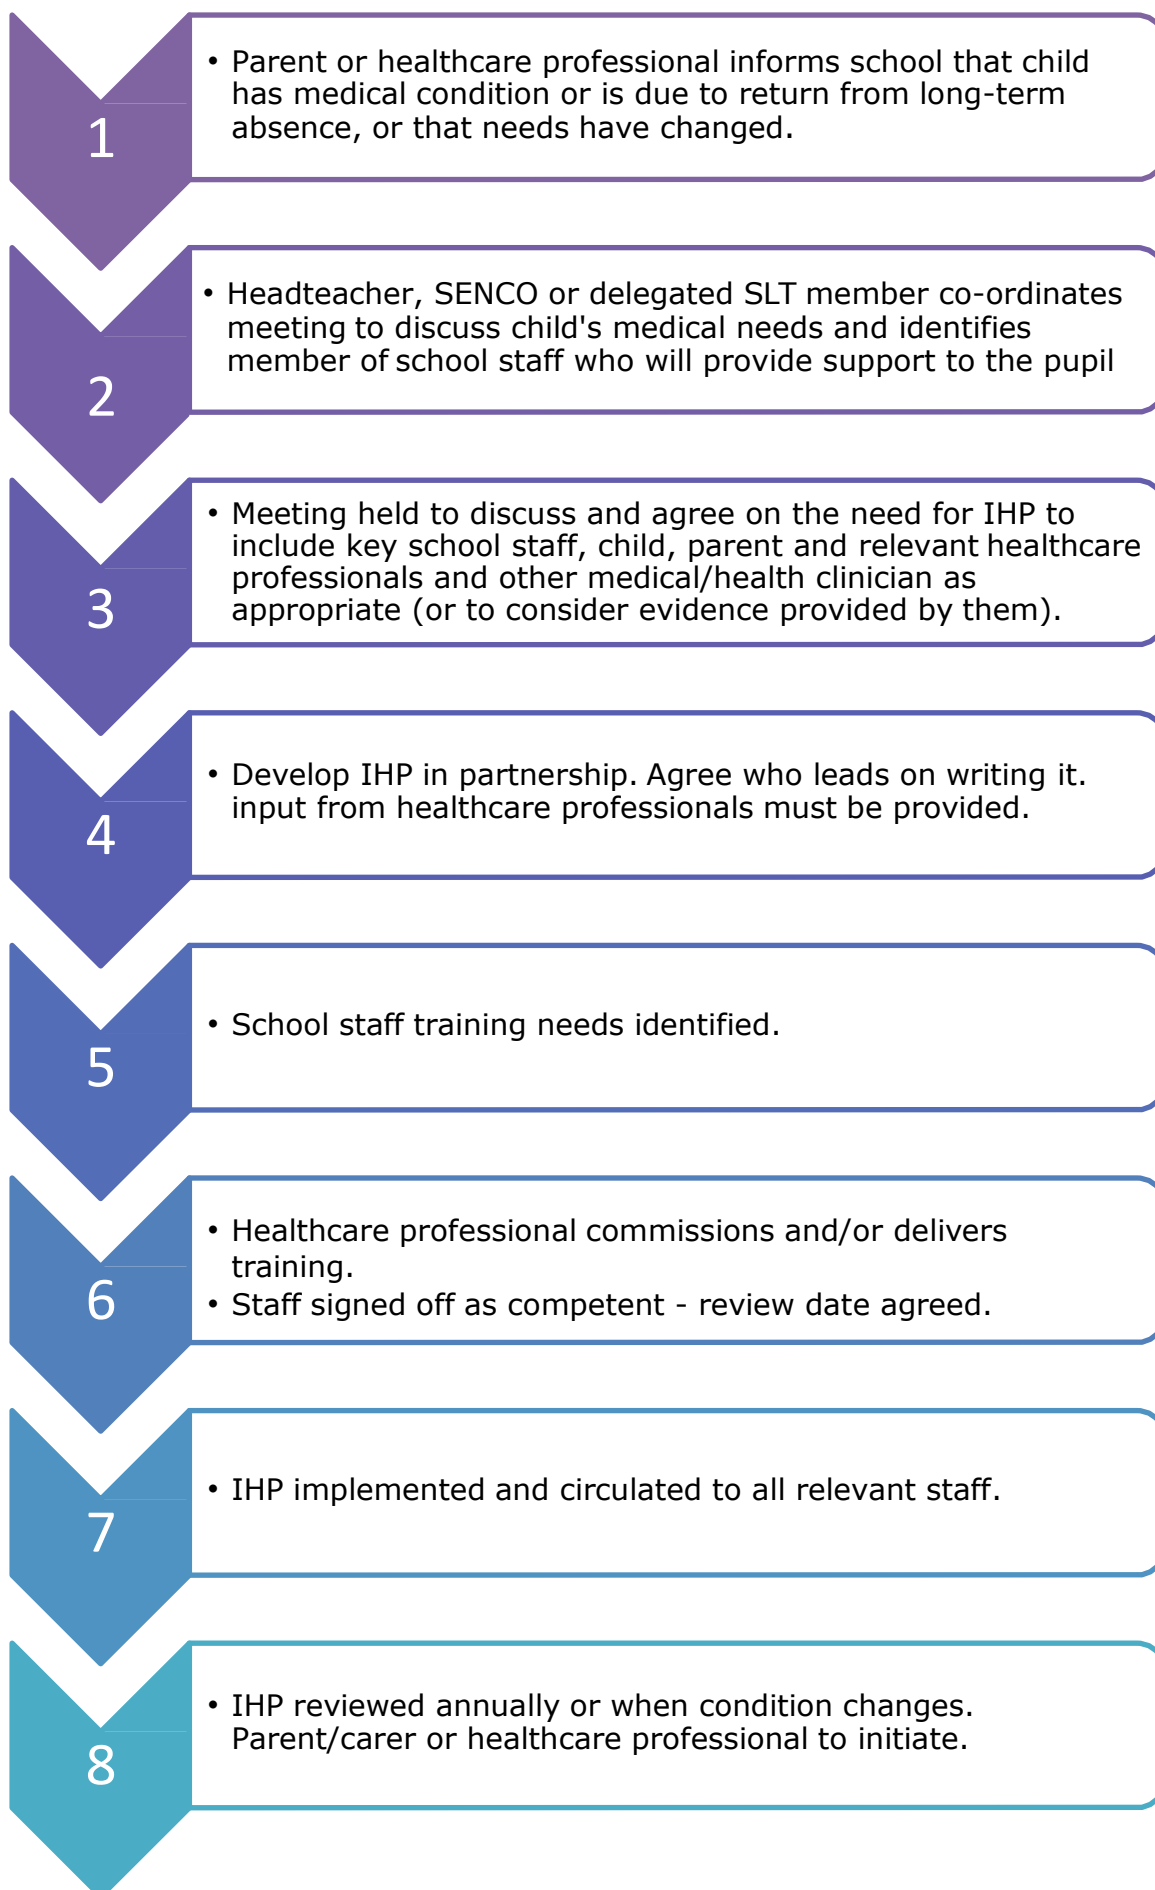 1
• Parent or healthcare professional informs school that child
has medical condition or is due to return from long-term
absence, or that needs have changed.
2
• Headteacher, SENCO or delegated SLT member co-ordinates
meeting to discuss child's medical needs and identifies
member of school staff who will provide support to the pupil
3
• Meeting held to discuss and agree on the need for IHP to
include key school staff, child, parent and relevant healthcare
professionals and other medical/health clinician as
appropriate (or to consider evidence provided by them).
4
• Develop IHP in partnership. Agree who leads on writing it.
input from healthcare professionals must be provided.
5
• School staff training needs identified.
6
• Healthcare professional commissions and/or delivers
training.
• Staff signed off as competent - review date agreed.
7
• IHP implemented and circulated to all relevant staff.
8
• IHP reviewed annually or when condition changes.
Parent/carer or healthcare professional to initiate.